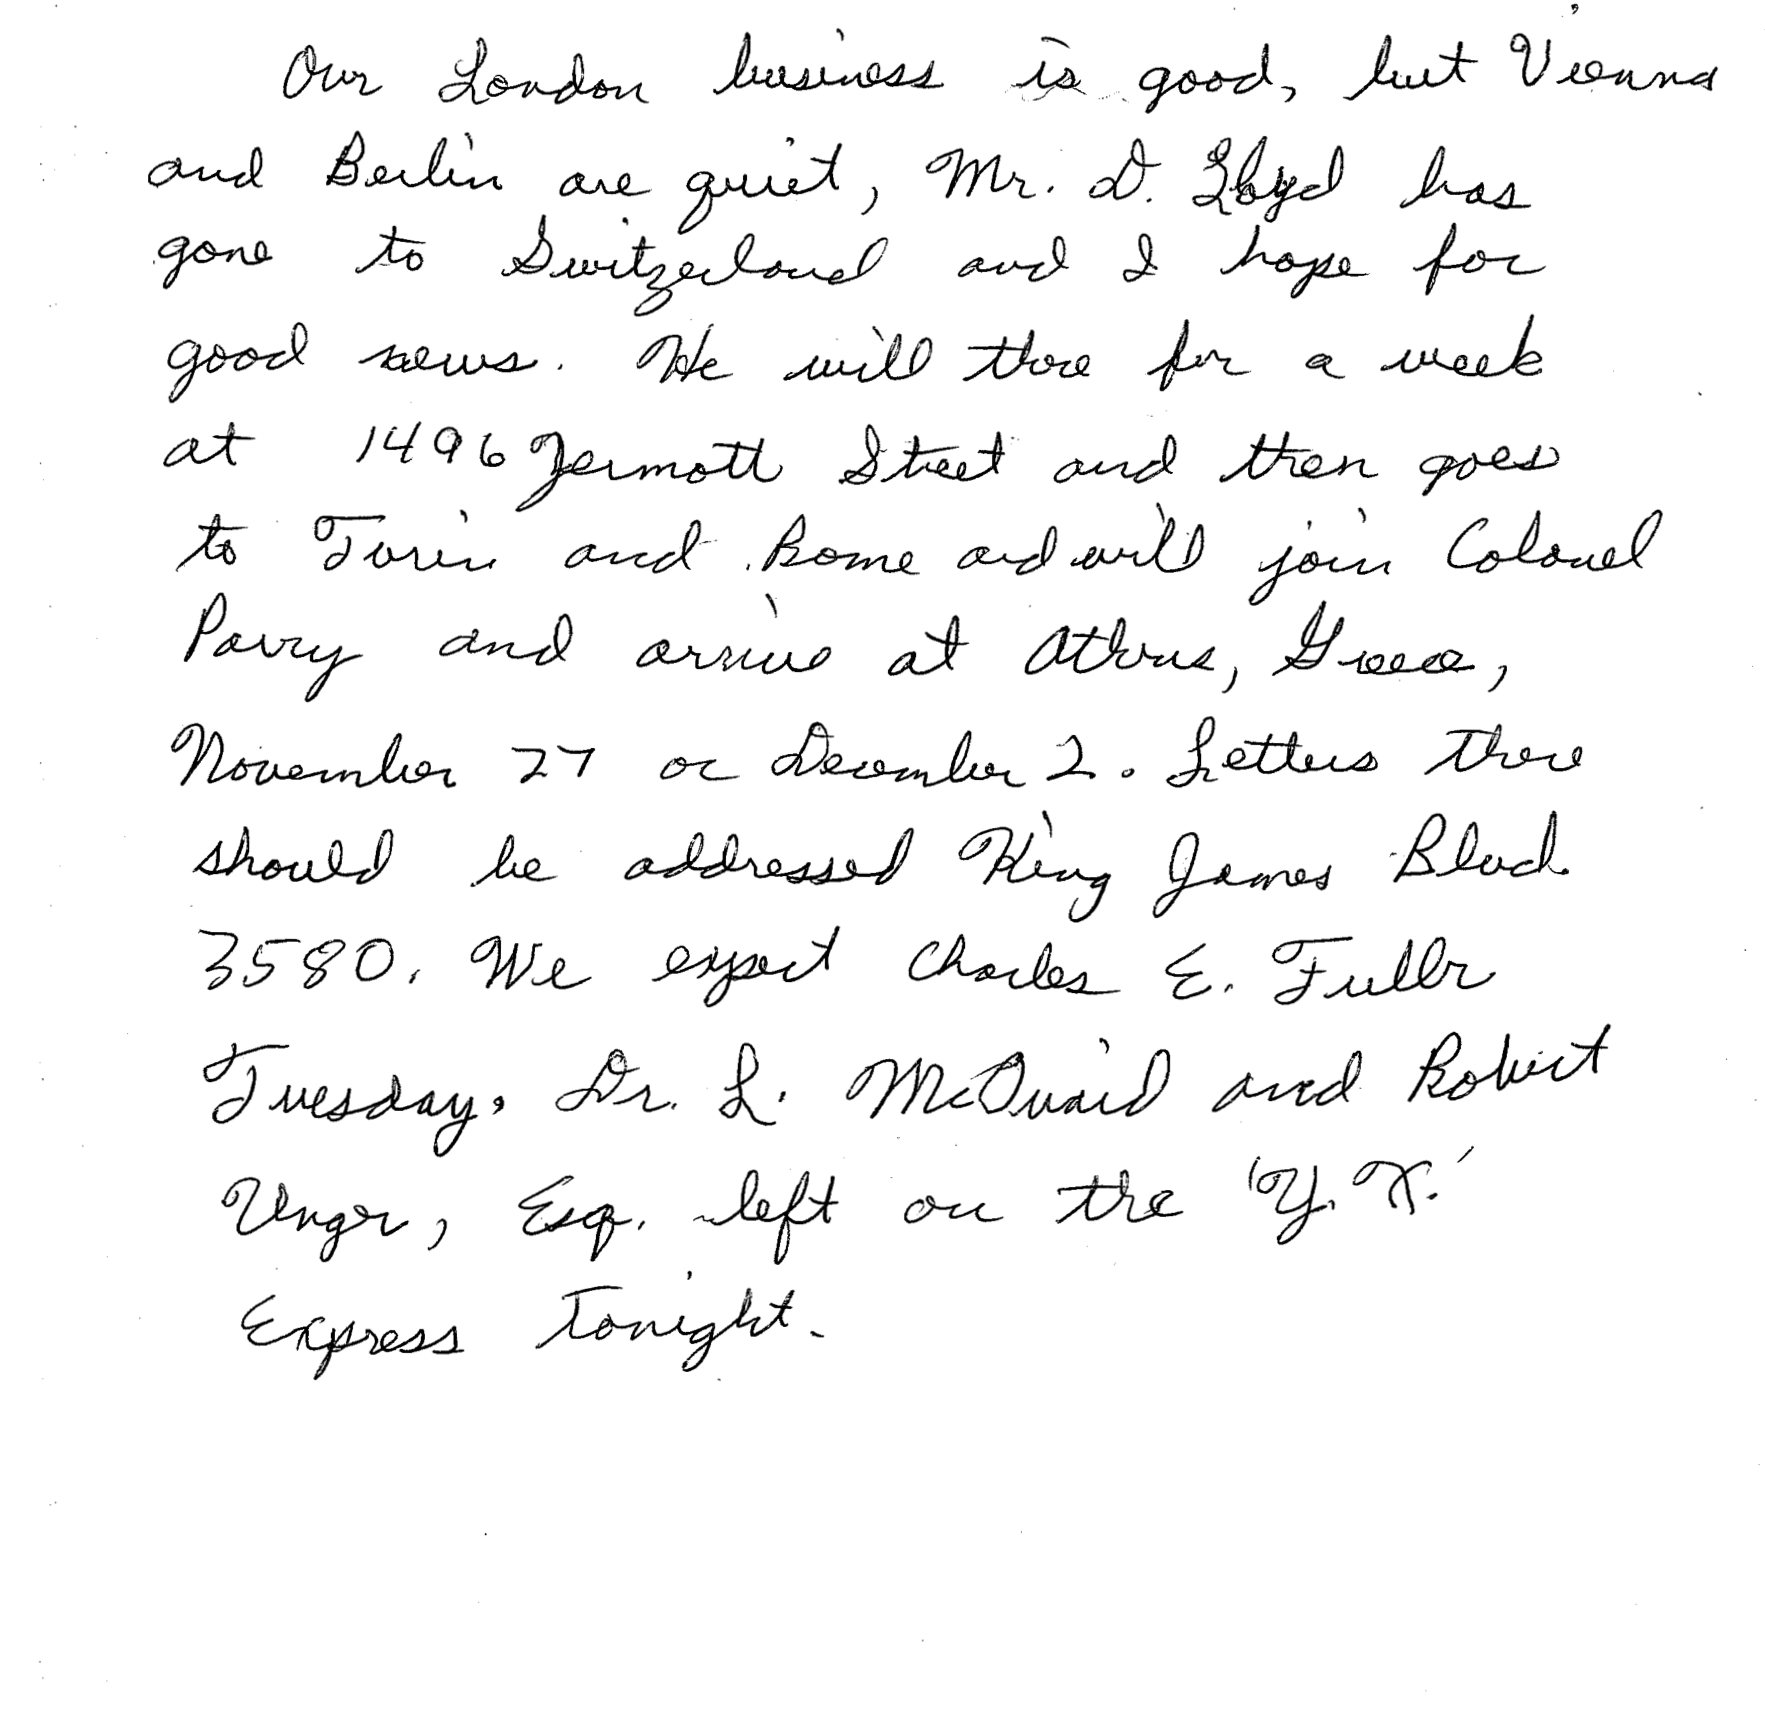 Our London business is good, but Vienna
and Berlin are quiet, Mr. D. Lloyd has
gone to Switzerland and I hope for
good news. He will there for a week
at 1496 Zermott Street and then goes
to Turin and Rome and will join Colonel
Parry and arrive at Athens, Greece,
November 27 or December 2. Letters there
should be addressed King James Blvd.
3580. We expect Charles E. Fuller
Tuesday. Dr. L. McQuaid and Robert
Unger, Esq. left on the 'Y. X.'
Express tonight.